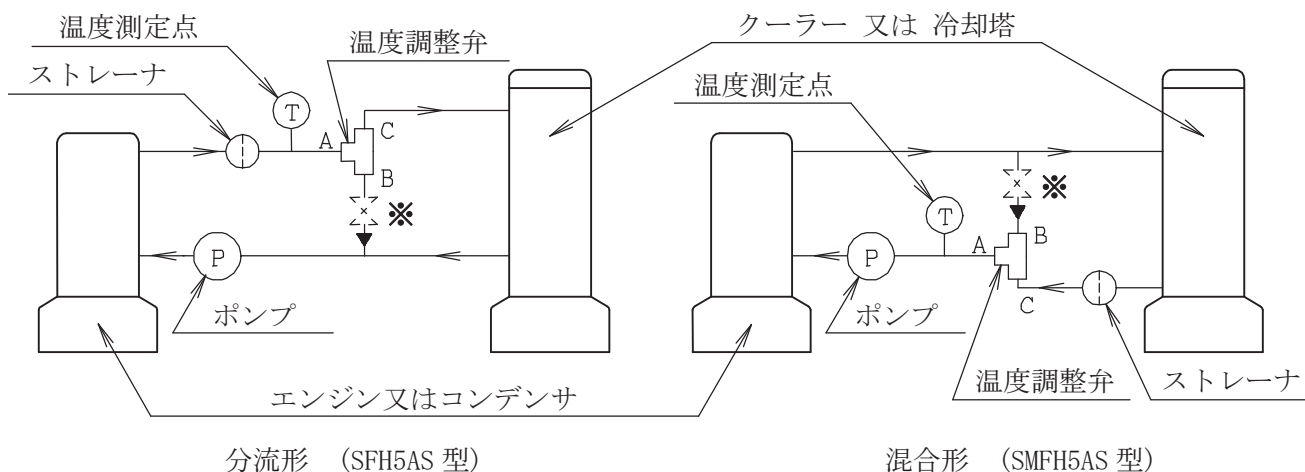 温度測定点
ストレーナ
温度調整弁
クーラー 又は 冷却塔
温度測定点
T
A
C
B
※
P
ポンプ
T
※
A
B
P
C
ポンプ
温度調整弁
ストレーナ
エンジン又はコンデンサ
分流形 (SFH5AS 型)
混合形 (SMFH5AS 型)